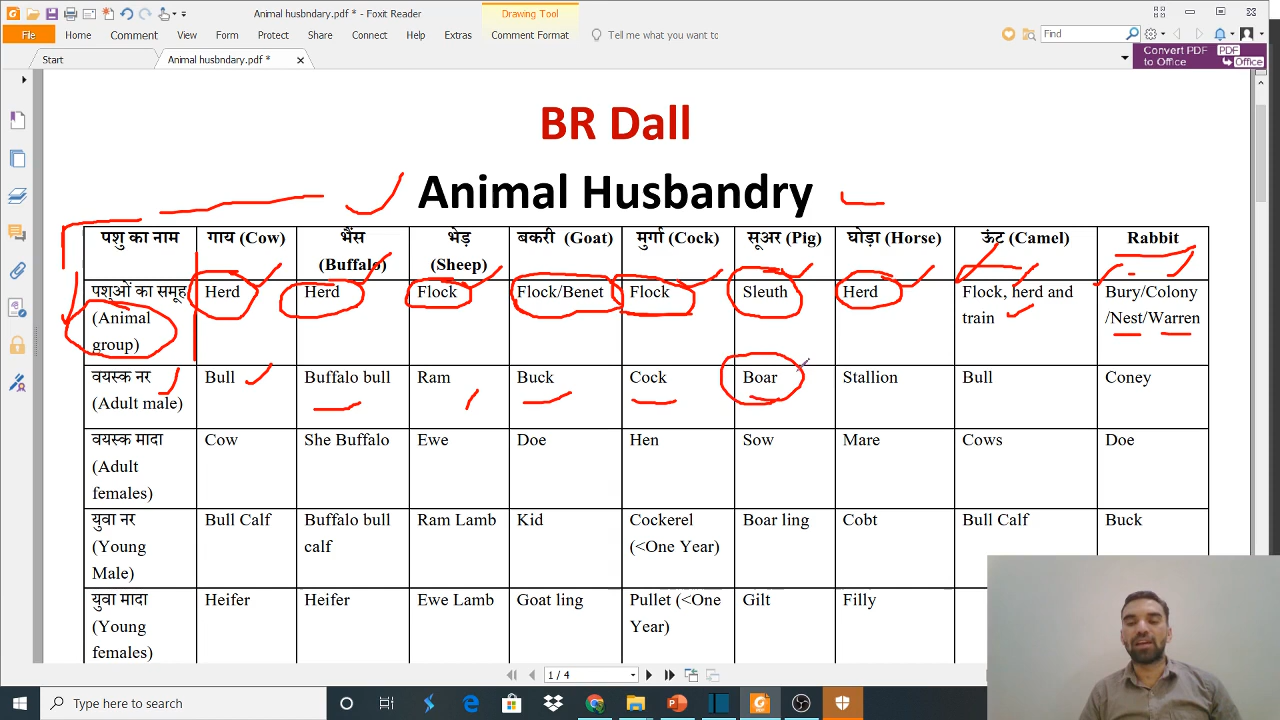 Animal husbndary.pdf * - Foxit Reader
Drawing Tool
File Home Comment View Form Protect Share Connect Help Extras Comment Format Tell me what you want to Find
Start Animal husbndary.pdf *
Convert PDF to Office
PDF
Office
BR Dall
Animal Husbandry
पशु का नाम गाय (Cow) भैंस (Buffalo) भेड़ (Sheep) बकरी (Goat) मुर्गा (Cock) सूअर (Pig) घोड़ा (Horse) ऊंट (Camel) Rabbit
पशुओं का समूह (Animal group) Herd Herd Flock Flock/Benet Flock Sleuth Herd Flock, herd and train Bury/Colony /Nest/Warren
वयस्क नर (Adult male) Bull Buffalo bull Ram Buck Cock Boar Stallion Bull Coney
वयस्क मादा (Adult females) Cow She Buffalo Ewe Doe Hen Sow Mare Cows Doe
युवा नर (Young Male) Bull Calf Buffalo bull calf Ram Lamb Kid Cockerel (<One Year) Boar ling Cobt Bull Calf Buck
युवा मादा (Young females) Heifer Heifer Ewe Lamb Goat ling Pullet (<One Year) Gilt Filly
1 / 4
Type here to search